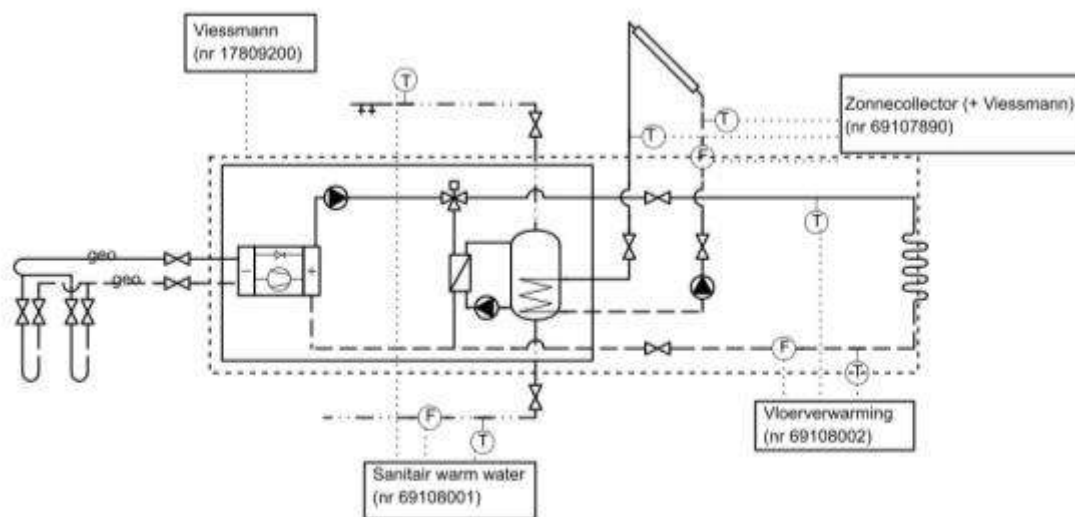 Viessmann
(nr 17809200)
T
Zonnecollector (+ Viessmann)
(nr 69107890)
T
T
F
T
geo
geo
-
+
F
T
Vloerverwarming
(nr 69108002)
F
T
Sanitair warm water
(nr 69108001)